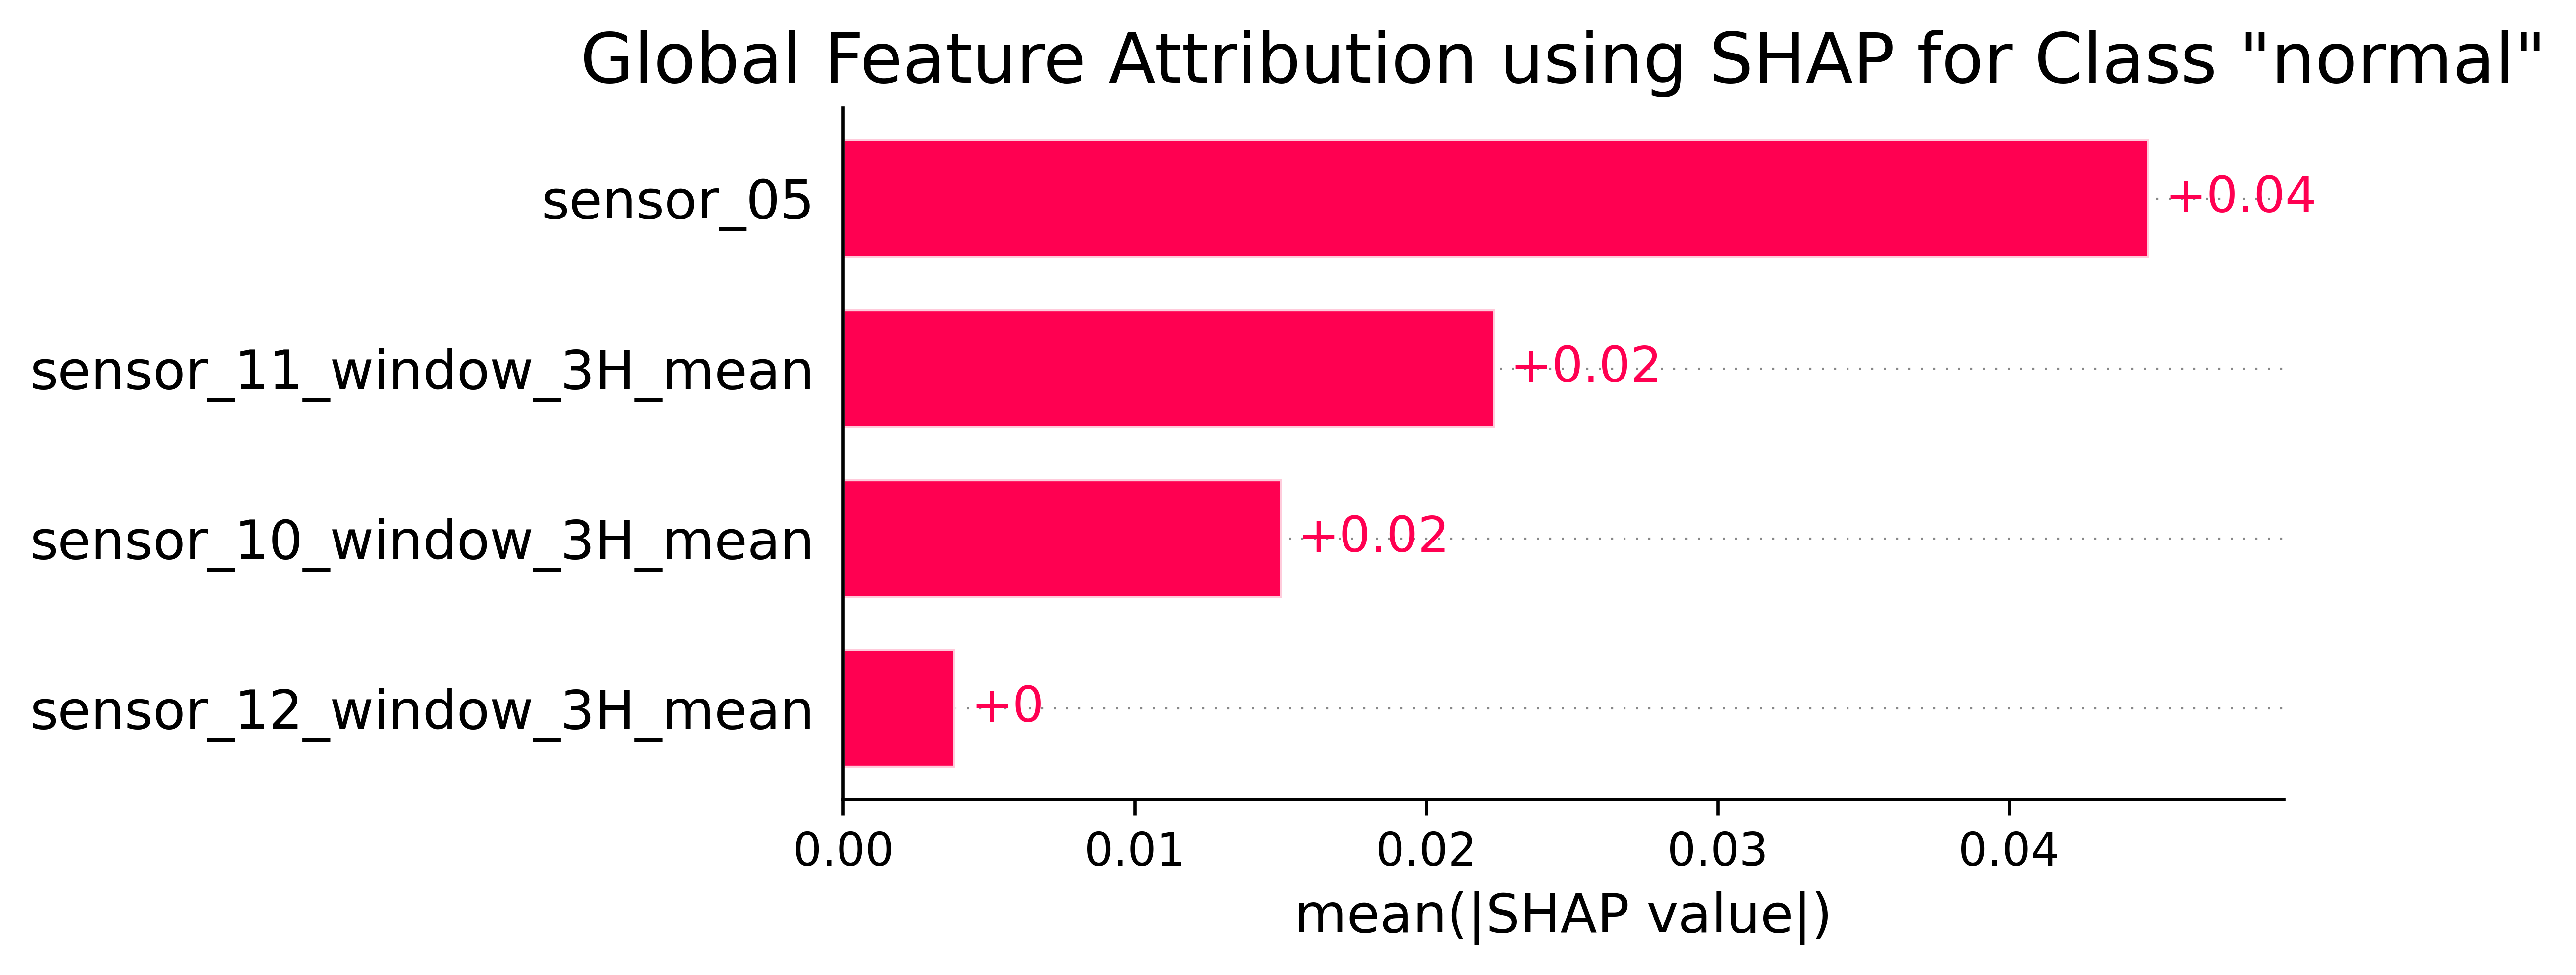 Global Feature Attribution using SHAP for Class "normal"
sensor_05
+0.04
sensor_11_window_3H_mean
+0.02
sensor_10_window_3H_mean
+0.02
sensor_12_window_3H_mean
+0
0.00 0.01 0.02 0.03 0.04
mean(|SHAP value|)